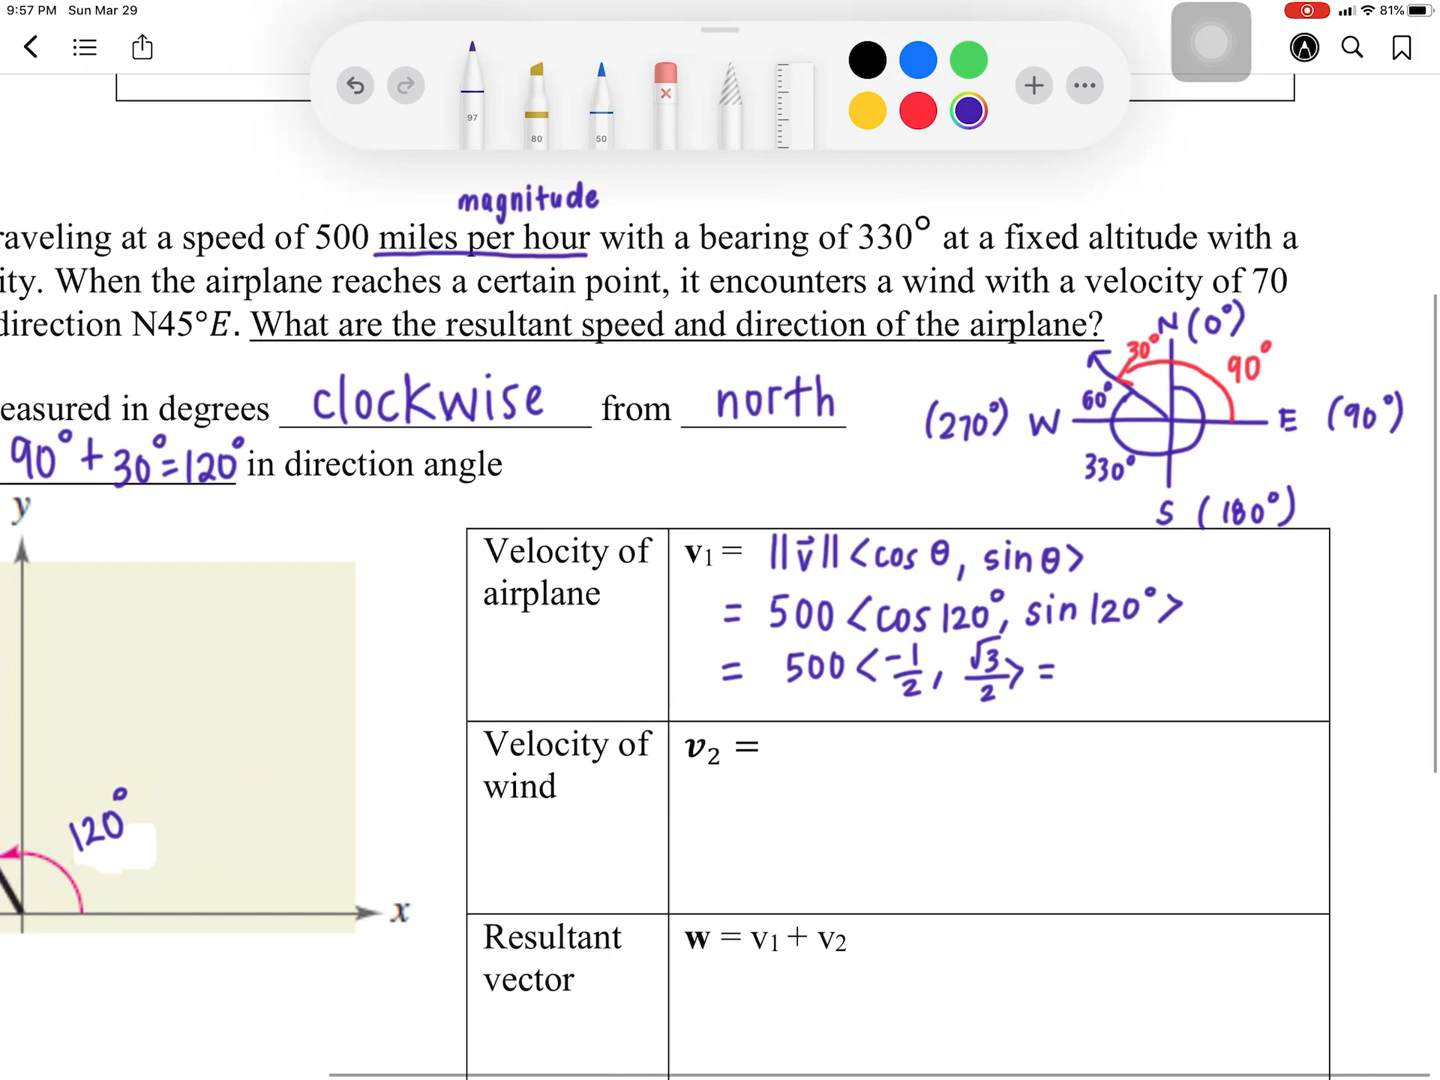 9:57 PM Sun Mar 29
81%
97
80
50
magnitude
raveling at a speed of 500 miles per hour with a bearing of 330° at a fixed altitude with a
ity. When the airplane reaches a certain point, it encounters a wind with a velocity of 70
direction N45°E. What are the resultant speed and direction of the airplane?
N (0°)
30°
90°
60°
(270°) W
E (90°)
330°
S (180°)
easured in degrees clockwise from north
90° + 30° = 120° in direction angle
y
120°
x
Velocity of airplane
v₁ = ||v⃗|| <cos θ, sin θ>
= 500 <cos 120°, sin 120°>
= 500 <-1/2, √3/2> =
Velocity of wind
v₂ =
Resultant vector
w = v₁ + v₂